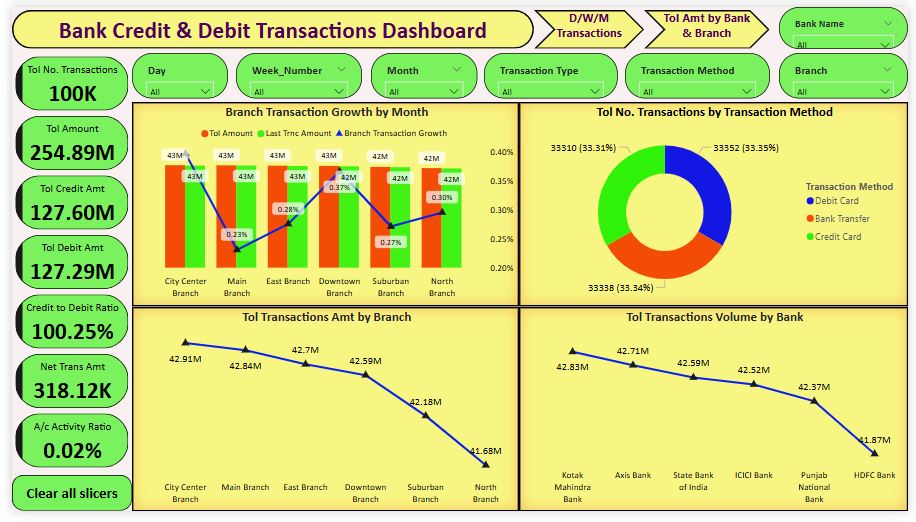 Bank Credit & Debit Transactions Dashboard
D/W/M
Transactions
Tol Amt by Bank
& Branch
Bank Name
All
Tol No. Transactions
100K
Day
All
Week_Number
All
Month
All
Transaction Type
All
Transaction Method
All
Branch
All
Tol Amount
254.89M
Tol Credit Amt
127.60M
Tol Debit Amt
127.29M
Credit to Debit Ratio
100.25%
Net Trans Amt
318.12K
A/c Activity Ratio
0.02%
Clear all slicers
Branch Transaction Growth by Month
Tol Amount Last Trnc Amount Branch Transaction Growth
43M 43M 43M 43M 42M 42M
43M 43M 43M 42M 42M 42M
0.23% 0.28% 0.37% 0.27% 0.30%
0.40%
0.35%
0.30%
0.25%
0.20%
City Center Branch
Main Branch
East Branch
Downtown Branch
Suburban Branch
North Branch
Tol No. Transactions by Transaction Method
33310 (33.31%)
33352 (33.35%)
33338 (33.34%)
Transaction Method
Debit Card
Bank Transfer
Credit Card
Tol Transactions Amt by Branch
42.91M
42.84M
42.7M
42.59M
42.18M
41.68M
City Center Branch
Main Branch
East Branch
Downtown Branch
Suburban Branch
North Branch
Tol Transactions Volume by Bank
42.83M
42.71M
42.59M
42.52M
42.37M
41.87M
Kotak Mahindra Bank
Axis Bank
State Bank of India
ICICI Bank
Punjab National Bank
HDFC Bank